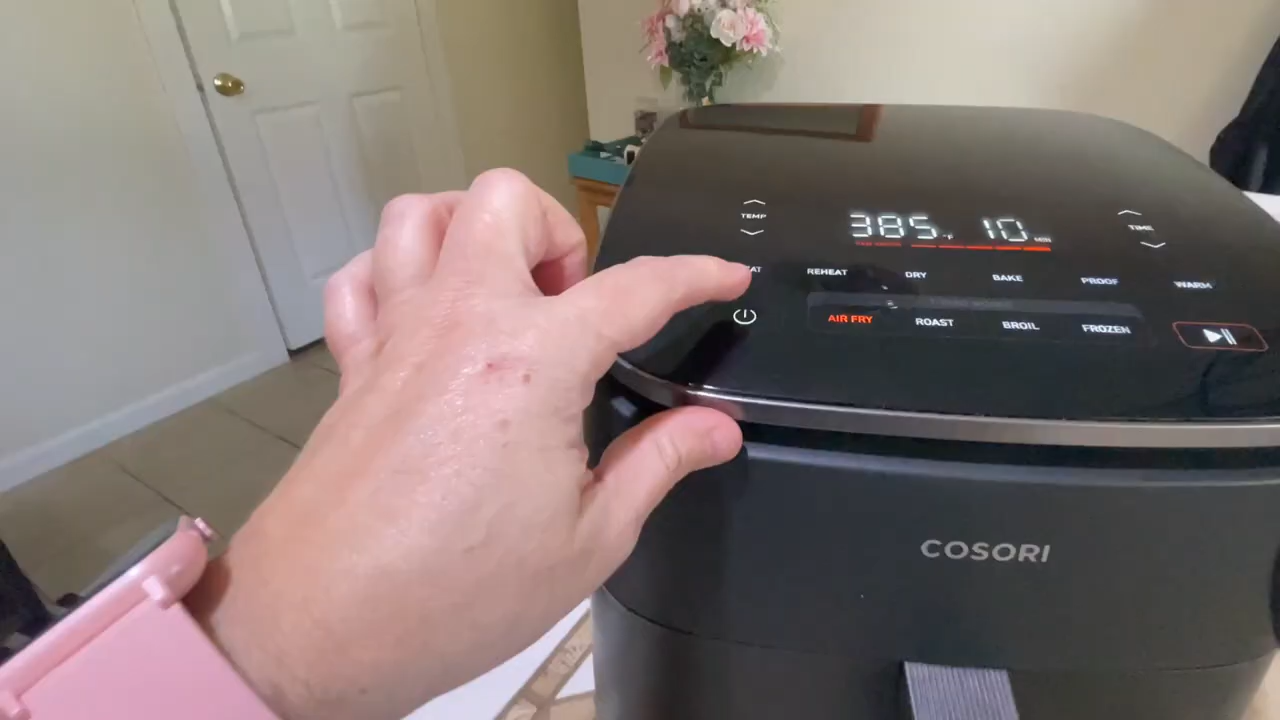 TEMP
385 °F
10 MIN
TIME
REHEAT
DRY
BAKE
PROOF
WARM
AIR FRY
ROAST
BROIL
FROZEN
COSORI